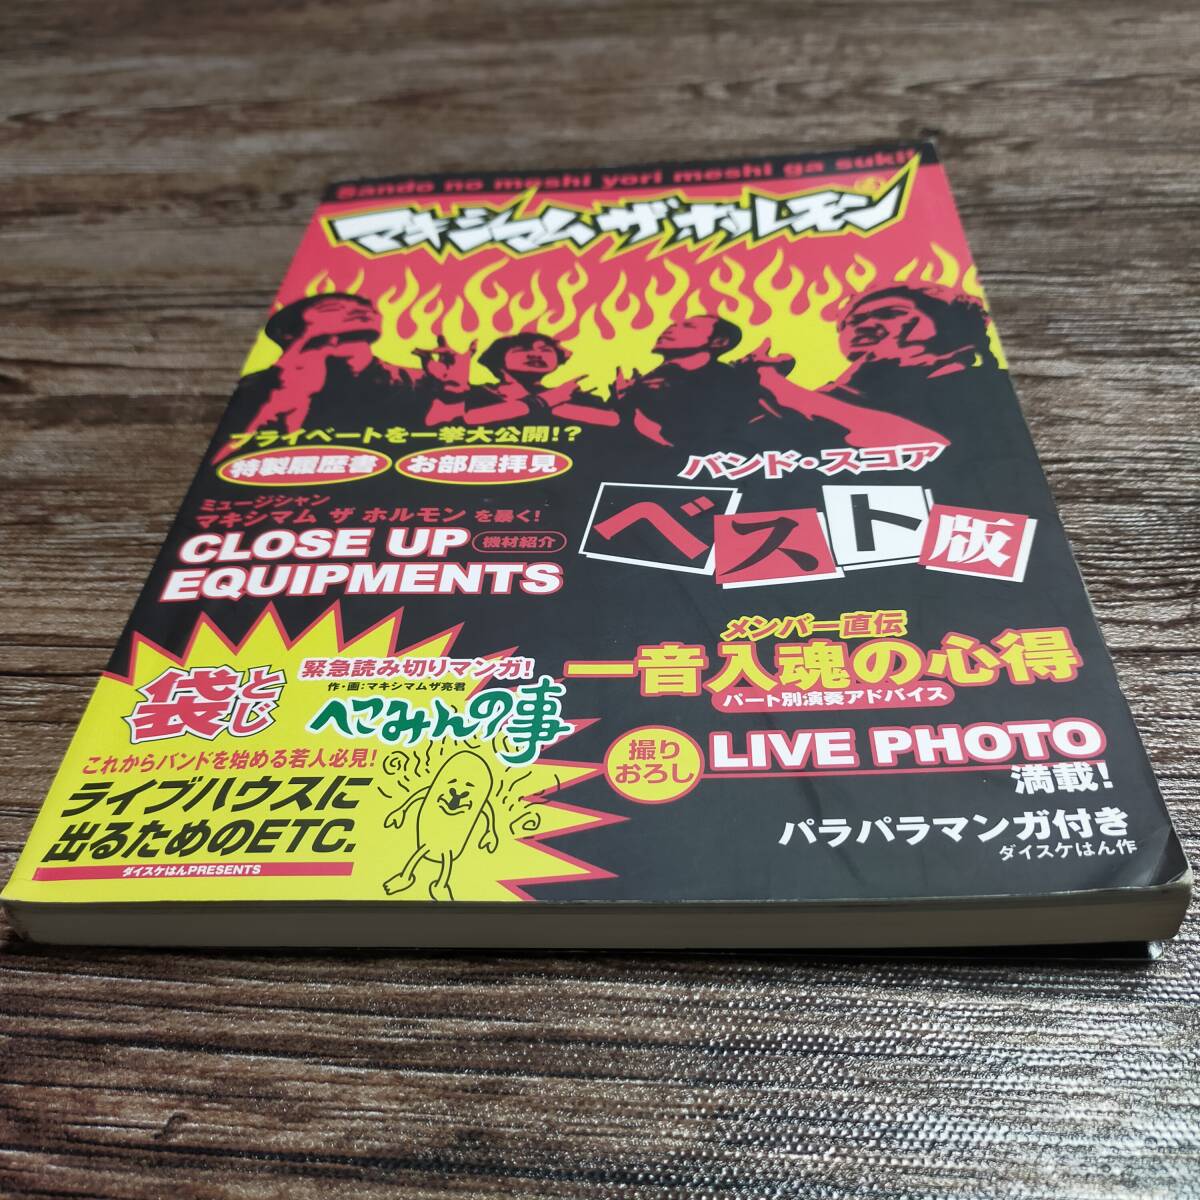 Bando no meshi yori meshi ga suki!!
マキシマム ザ ホルモン
プライベートを一挙大公開!?
特製履歴書
お部屋拝見
ミュージシャン
マキシマム ザ ホルモン を暴く!
CLOSE UP
機材紹介
EQUIPMENTS
バンド・スコア
ベスト版
メンバー直伝
一音入魂の心得
パート別演奏アドバイス
撮り
おろし
LIVE PHOTO
満載!
パラパラマンガ付き
ダイスケはん作
袋とじ
緊急読み切りマンガ!
作・画:マキシマムザ亮君
へこみんの事
これからバンドを始める若人必見!
ライブハウスに
出るためのETC.
ダイスケはんPRESENTS